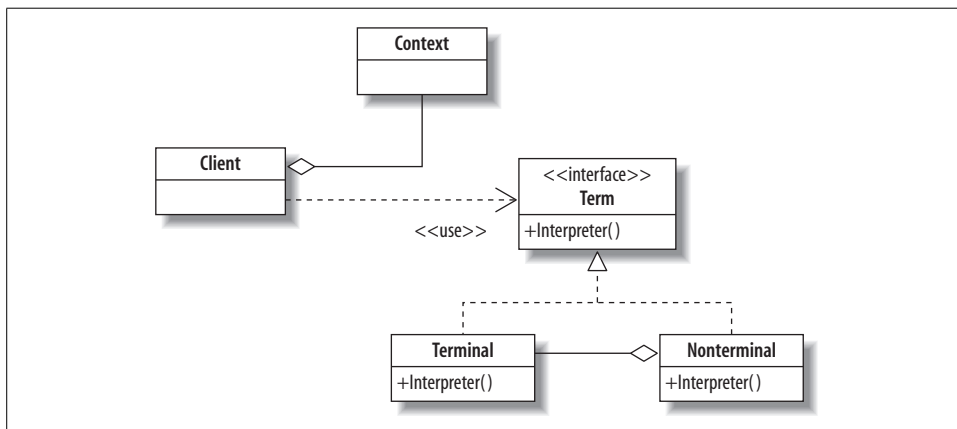 Context
Client
<<interface>>
Term
+Interpreter()
<<use>>
Terminal
+Interpreter()
Nonterminal
+Interpreter()